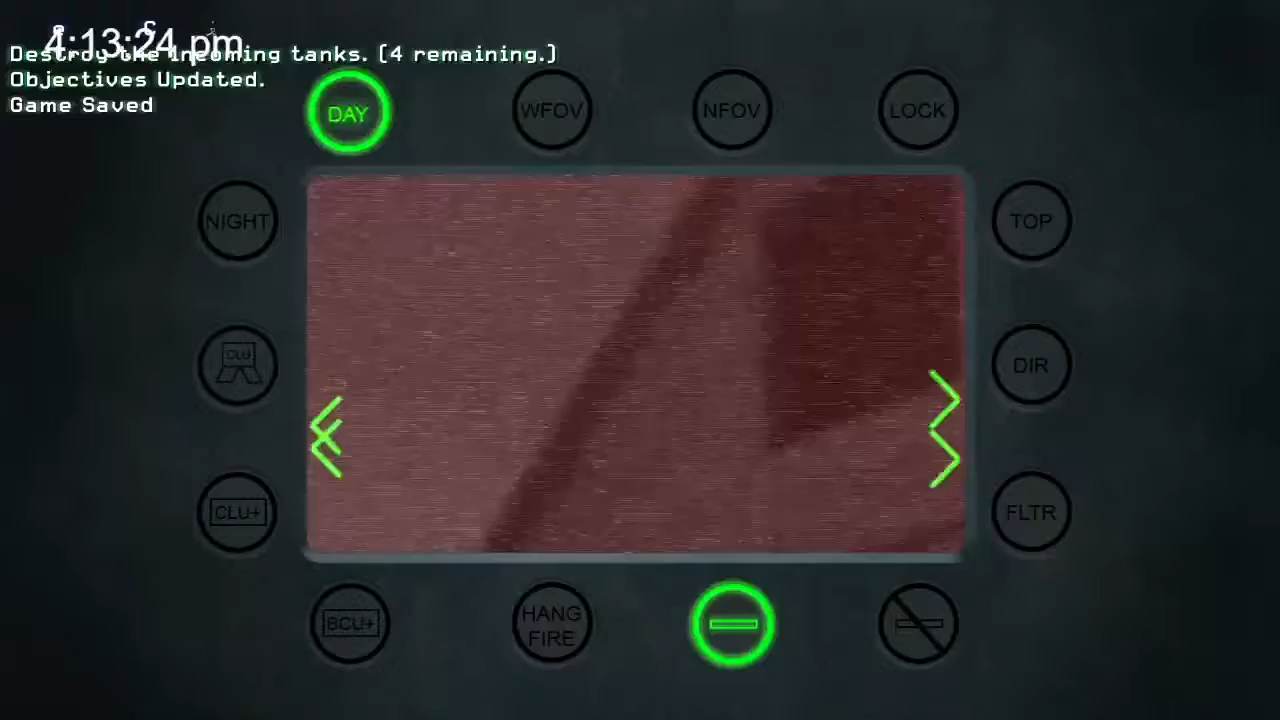 4:13:24 pm
Destroy the incoming tanks. (4 remaining.)
Objectives Updated.
Game Saved
DAY
WFOV
NFOV
LOCK
NIGHT
TOP
CLU
DIR
CLU+
FLTR
BCU+
HANG
FIRE